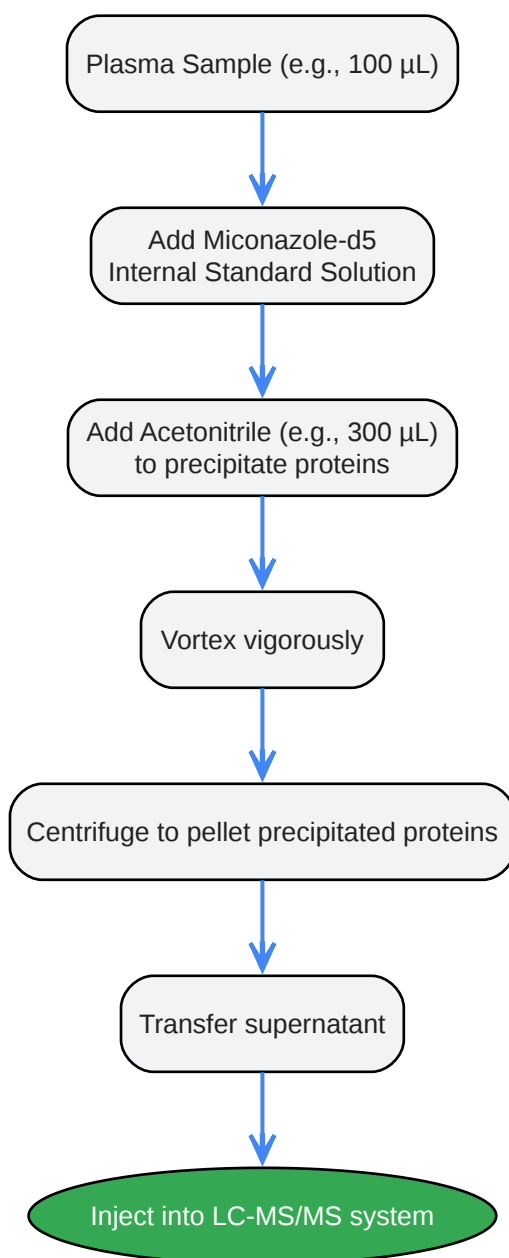 Plasma Sample (e.g., 100 µL)
Add Miconazole-d5
Internal Standard Solution
Add Acetonitrile (e.g., 300 µL)
to precipitate proteins
Vortex vigorously
Centrifuge to pellet precipitated proteins
Transfer supernatant
Inject into LC-MS/MS system